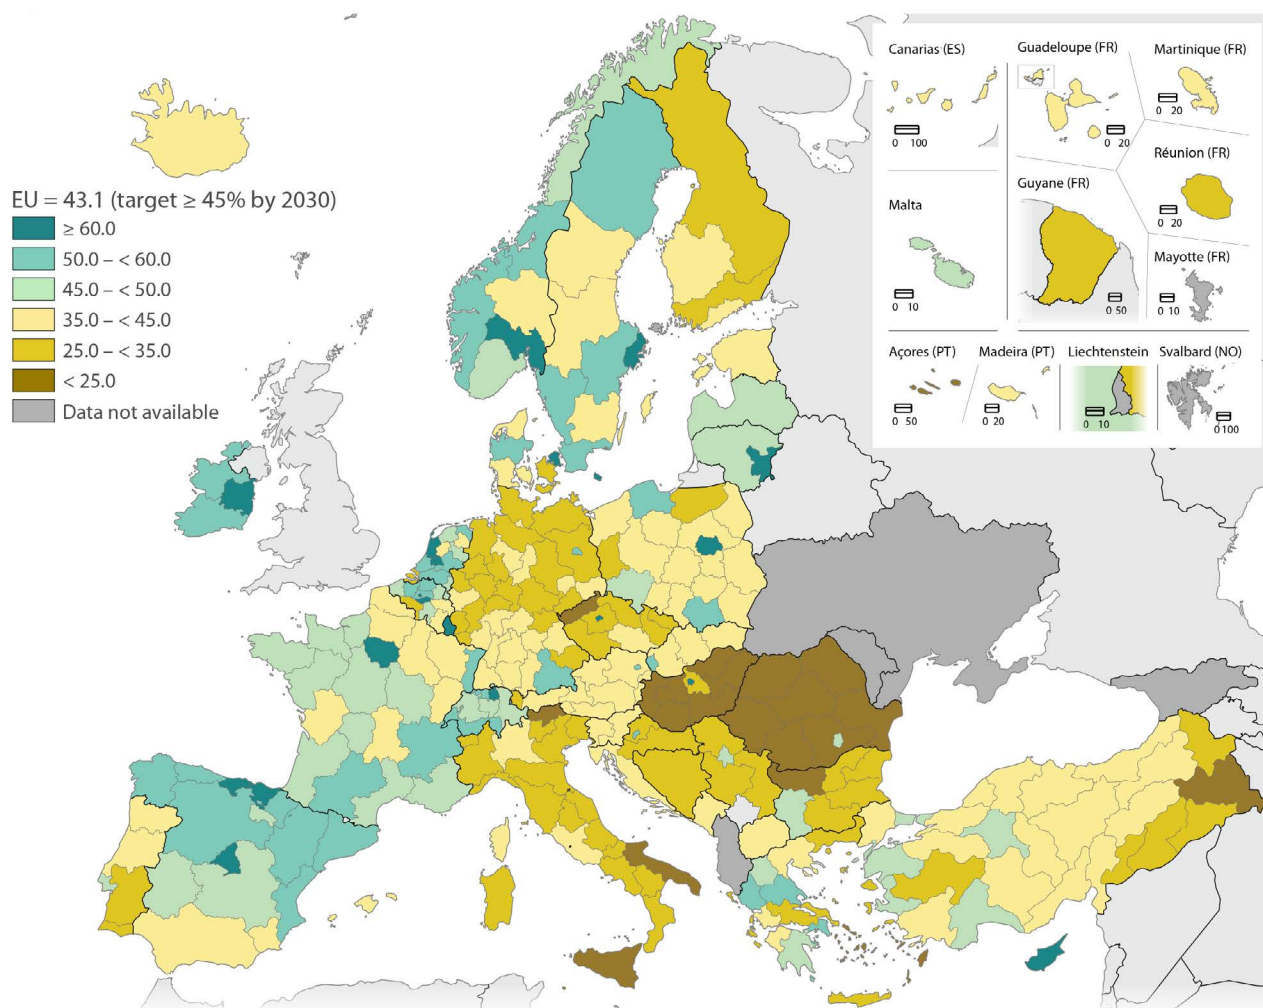 EU = 43.1 (target ≥ 45% by 2030)
≥ 60.0
50.0 – < 60.0
45.0 – < 50.0
35.0 – < 45.0
25.0 – < 35.0
< 25.0
Data not available
Canarias (ES)
0 100
Guadeloupe (FR)
0 20
Martinique (FR)
0 20
Malta
0 10
Guyane (FR)
0 50
Réunion (FR)
0 20
Mayotte (FR)
0 10
Açores (PT)
0 50
Madeira (PT)
0 20
Liechtenstein
0 10
Svalbard (NO)
0 100